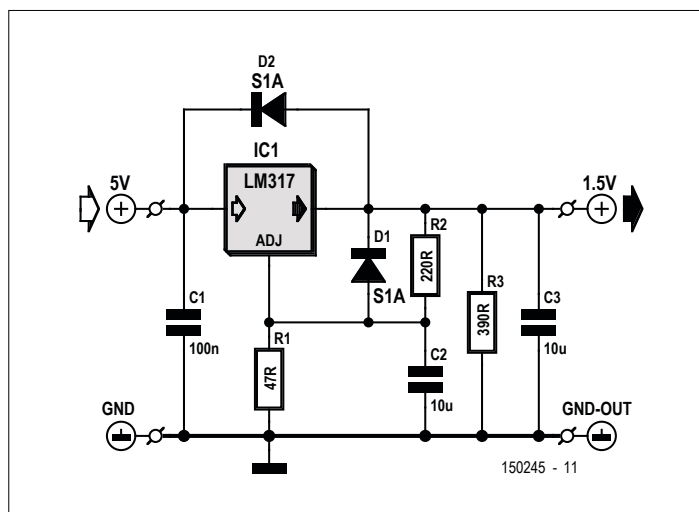 D2
S1A
IC1
5V
LM317
1.5V
ADJ
D1
S1A
R2
220R
R3
390R
C1
100n
R1
47R
C2
10u
C3
10u
GND
GND-OUT
150245 - 11